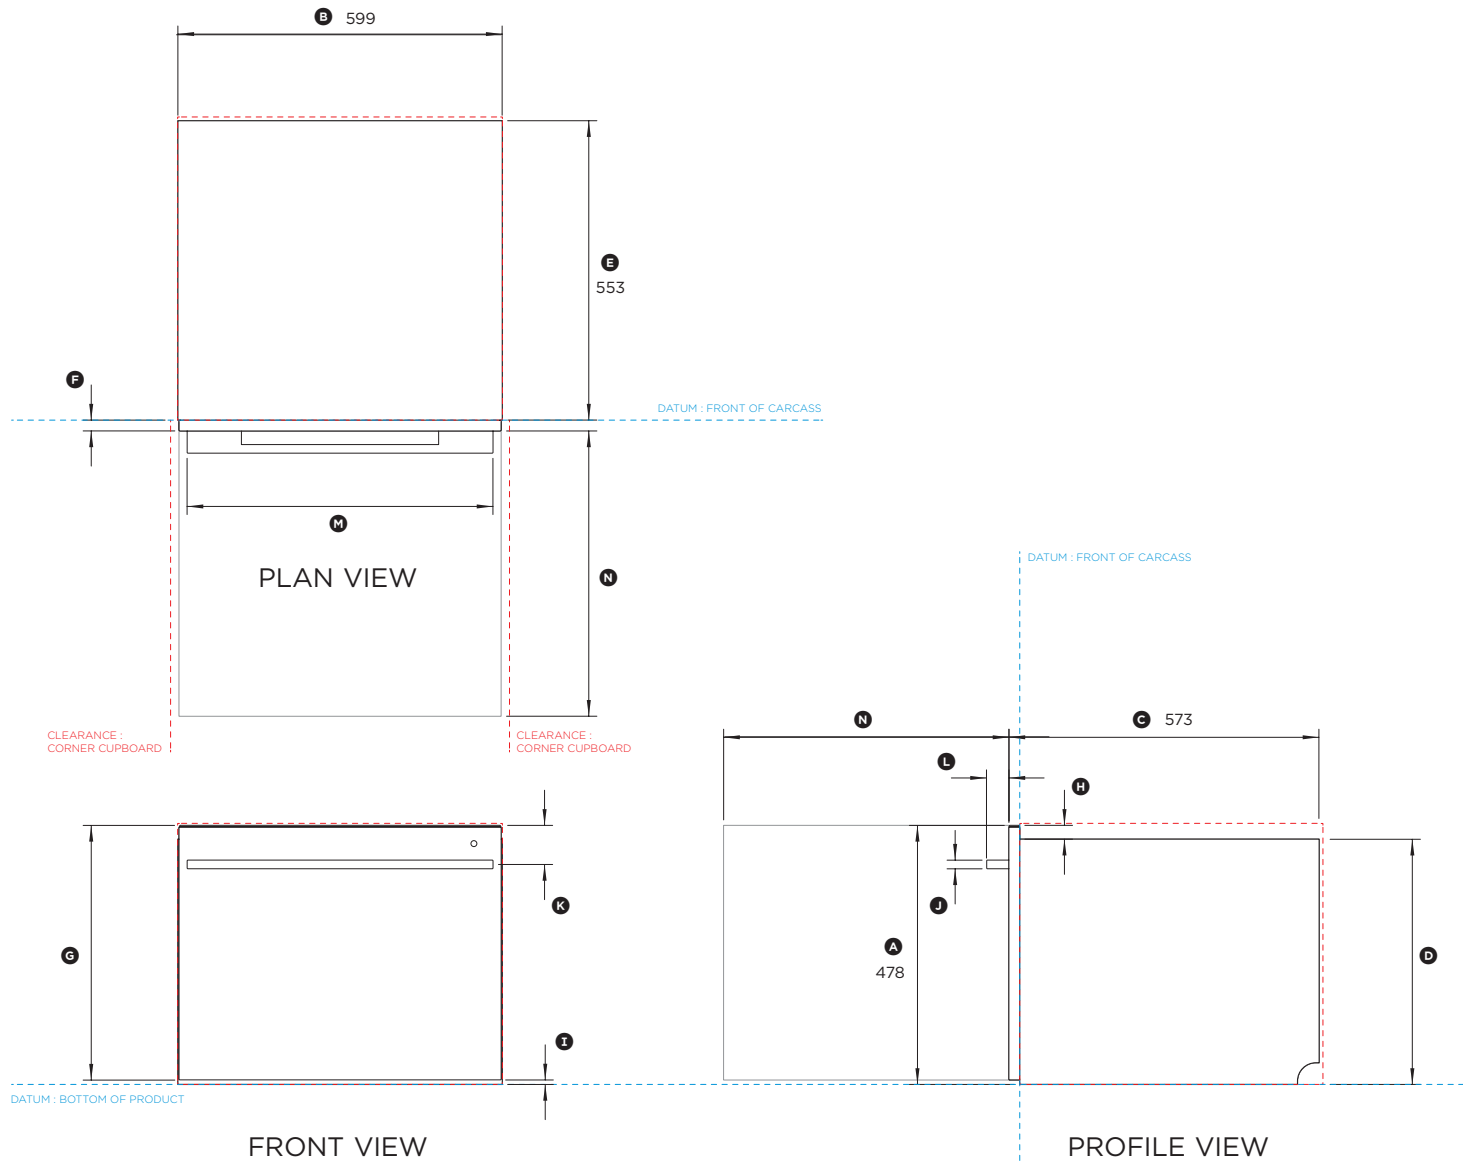 B 599
E
553
F
DATUM : FRONT OF CARCASS
M
PLAN VIEW
N
DATUM : FRONT OF CARCASS
CLEARANCE :
CORNER CUPBOARD
CLEARANCE :
CORNER CUPBOARD
N
C 573
L
H
K
J
G
A
478
D
I
DATUM : BOTTOM OF PRODUCT
FRONT VIEW
PROFILE VIEW